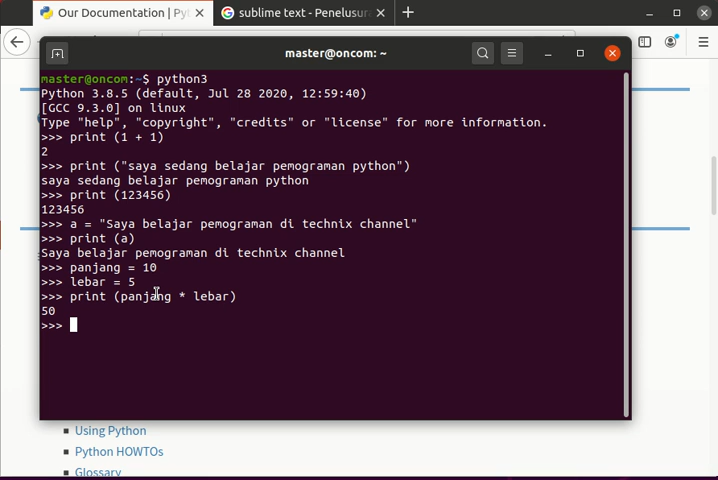 Our Documentation | Pyt
sublime text - Penelusura
master@oncom: ~
master@oncom:~$ python3
Python 3.8.5 (default, Jul 28 2020, 12:59:40)
[GCC 9.3.0] on linux
Type "help", "copyright", "credits" or "license" for more information.
>>> print (1 + 1)
2
>>> print ("saya sedang belajar pemograman python")
saya sedang belajar pemograman python
>>> print (123456)
123456
>>> a = "Saya belajar pemograman di technix channel"
>>> print (a)
Saya belajar pemograman di technix channel
>>> panjang = 10
>>> lebar = 5
>>> print (panjang * lebar)
50
>>>
Using Python
Python HOWTOs
Glossary